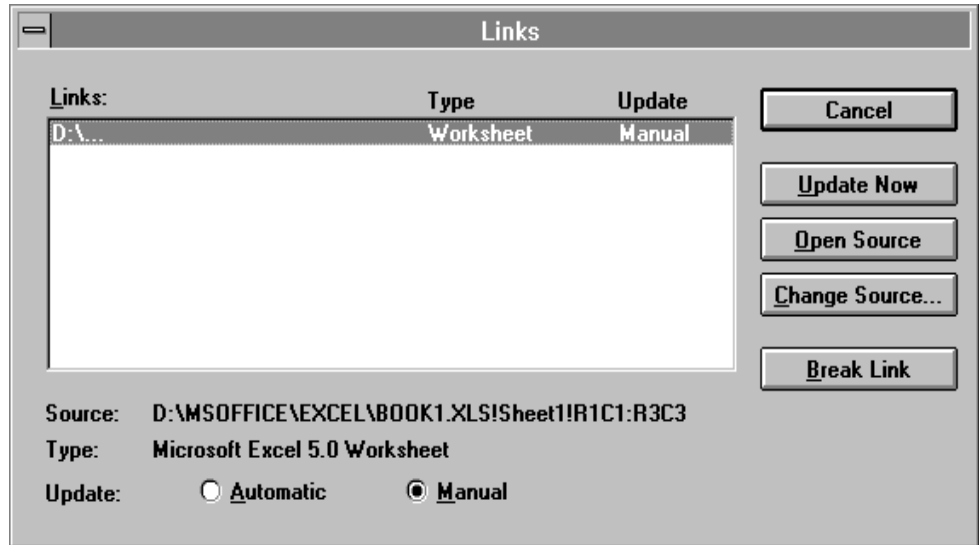 Links
Links: Type Update
D:\... Worksheet Manual
Cancel
Update Now
Open Source
Change Source...
Break Link
Source: D:\MSOFFICE\EXCEL\BOOK1.XLS!Sheet1!R1C1:R3C3
Type: Microsoft Excel 5.0 Worksheet
Update: Automatic Manual